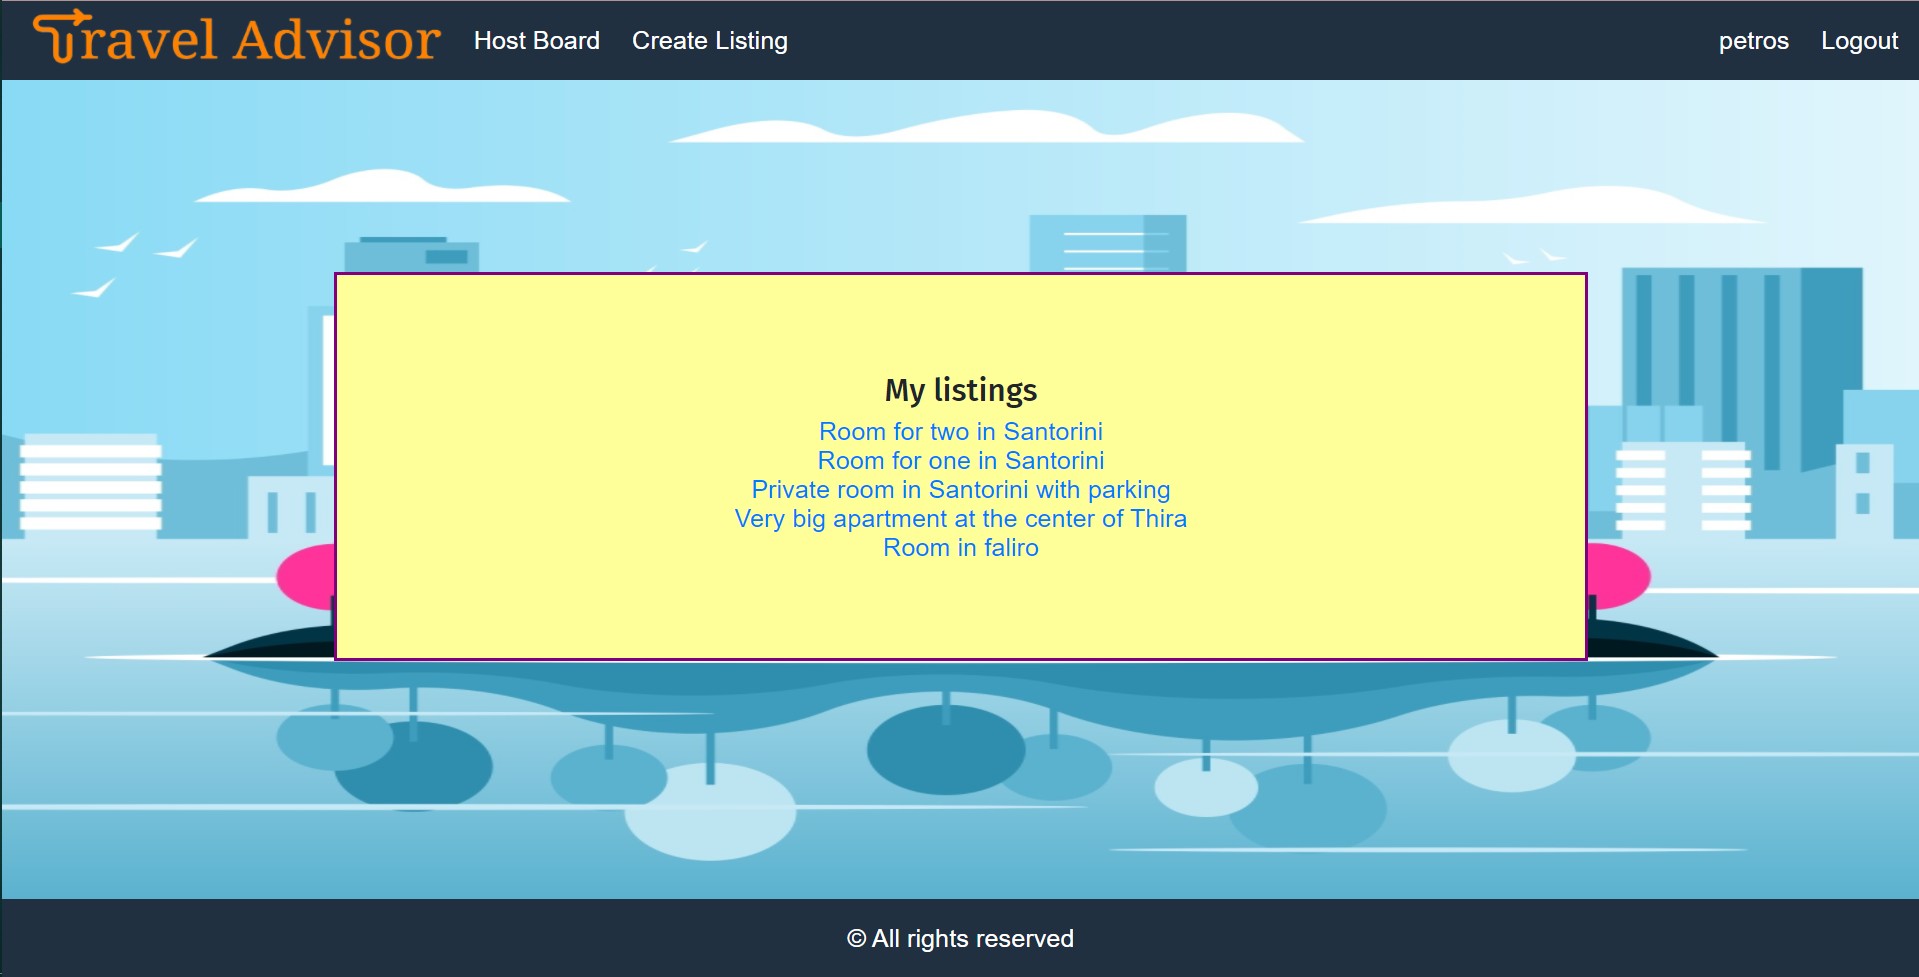 Travel Advisor Host Board Create Listing petros Logout
My listings
Room for two in Santorini
Room for one in Santorini
Private room in Santorini with parking
Very big apartment at the center of Thira
Room in faliro
© All rights reserved